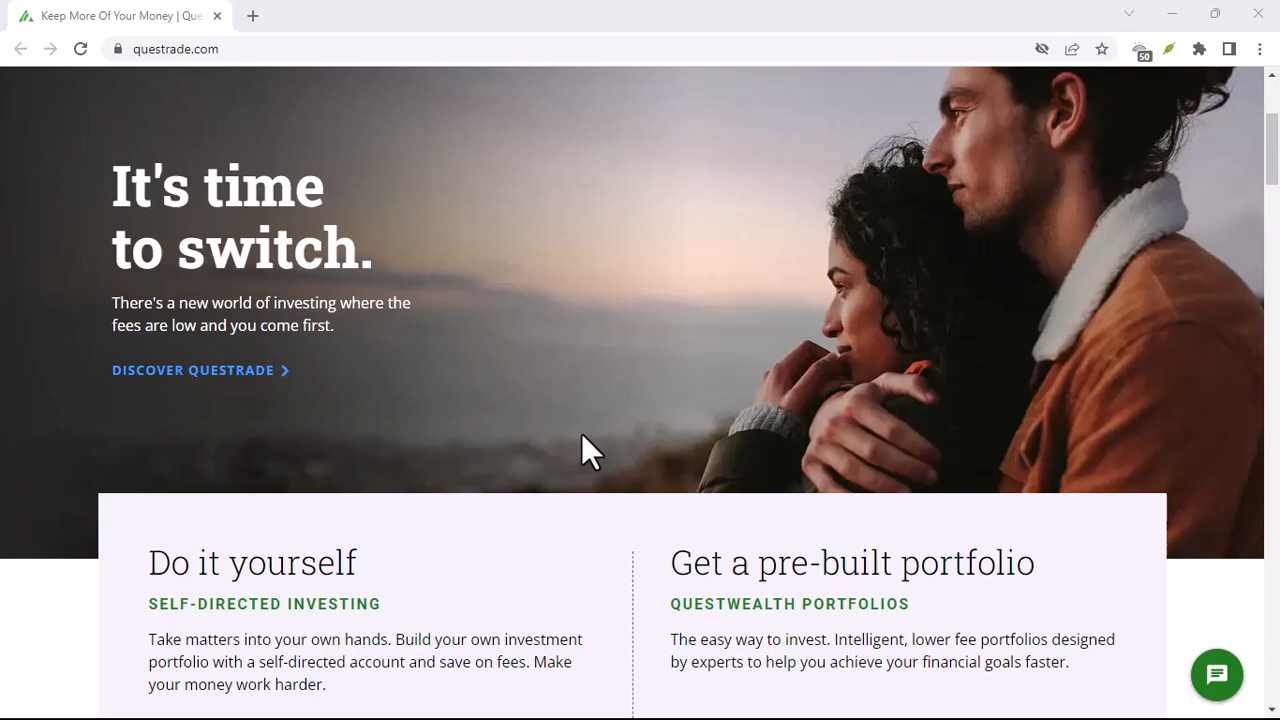 Keep More Of Your Money | Que
questrade.com
50
It's time
to switch.
There's a new world of investing where the
fees are low and you come first.
DISCOVER QUESTRADE
Do it yourself
SELF-DIRECTED INVESTING
Take matters into your own hands. Build your own investment
portfolio with a self-directed account and save on fees. Make
your money work harder.
Get a pre-built portfolio
QUESTWEALTH PORTFOLIOS
The easy way to invest. Intelligent, lower fee portfolios designed
by experts to help you achieve your financial goals faster.